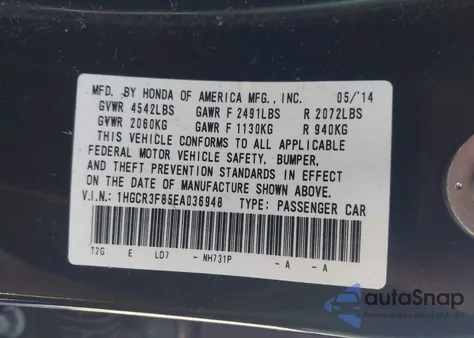 MFD. BY HONDA OF AMERICA MFG., INC. 05/'14
GVWR 4542LBS GAWR F 2491LBS R 2072LBS
GVWR 2060KG GAWR F 1130KG R 940KG
THIS VEHICLE CONFORMS TO ALL APPLICABLE
FEDERAL MOTOR VEHICLE SAFETY, BUMPER,
AND THEFT PREVENTION STANDARDS IN EFFECT
ON THE DATE OF MANUFACTURE SHOWN ABOVE.
V.I.N.: 1HGCR3F85EA036948 TYPE: PASSENGER CAR
T2G E LD7 - NH731P - A - A
autoSnap